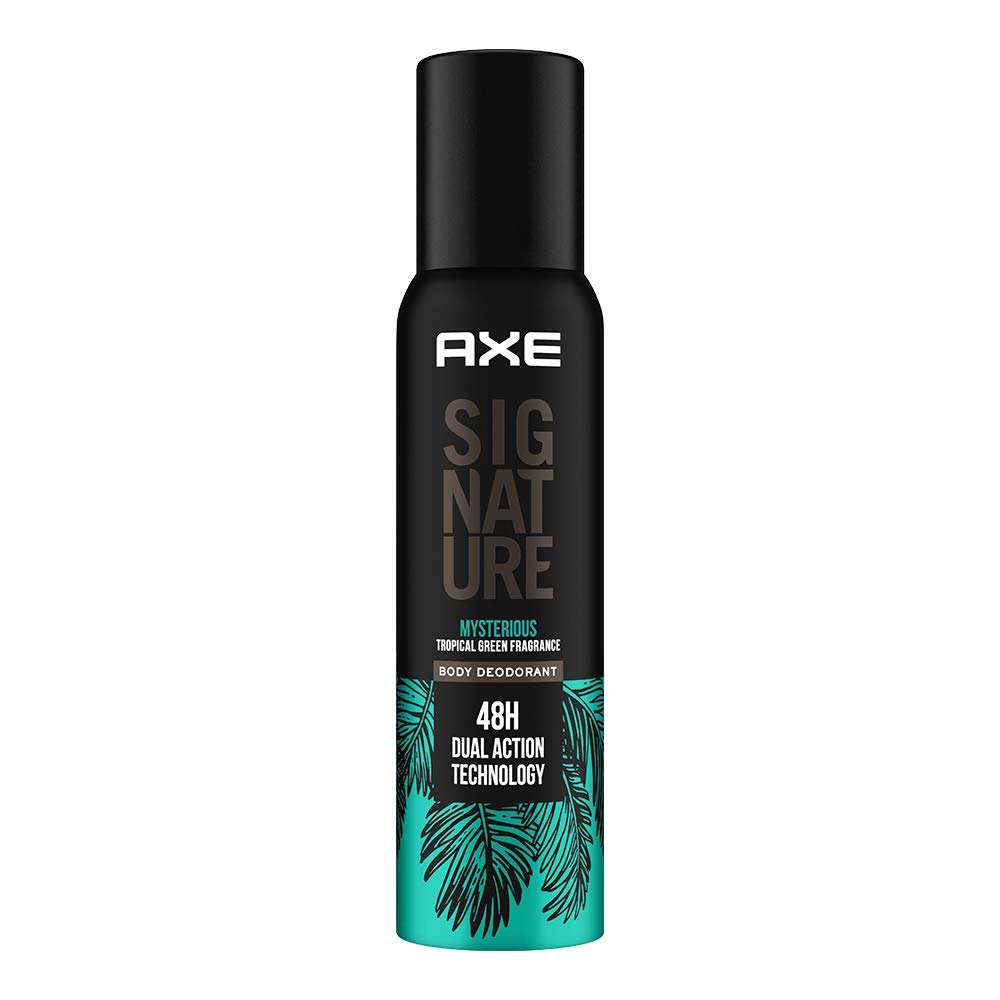 AXE
SIG
NAT
URE
MYSTERIOUS
TROPICAL GREEN FRAGRANCE
BODY DEODORANT
48H
DUAL ACTION
TECHNOLOGY